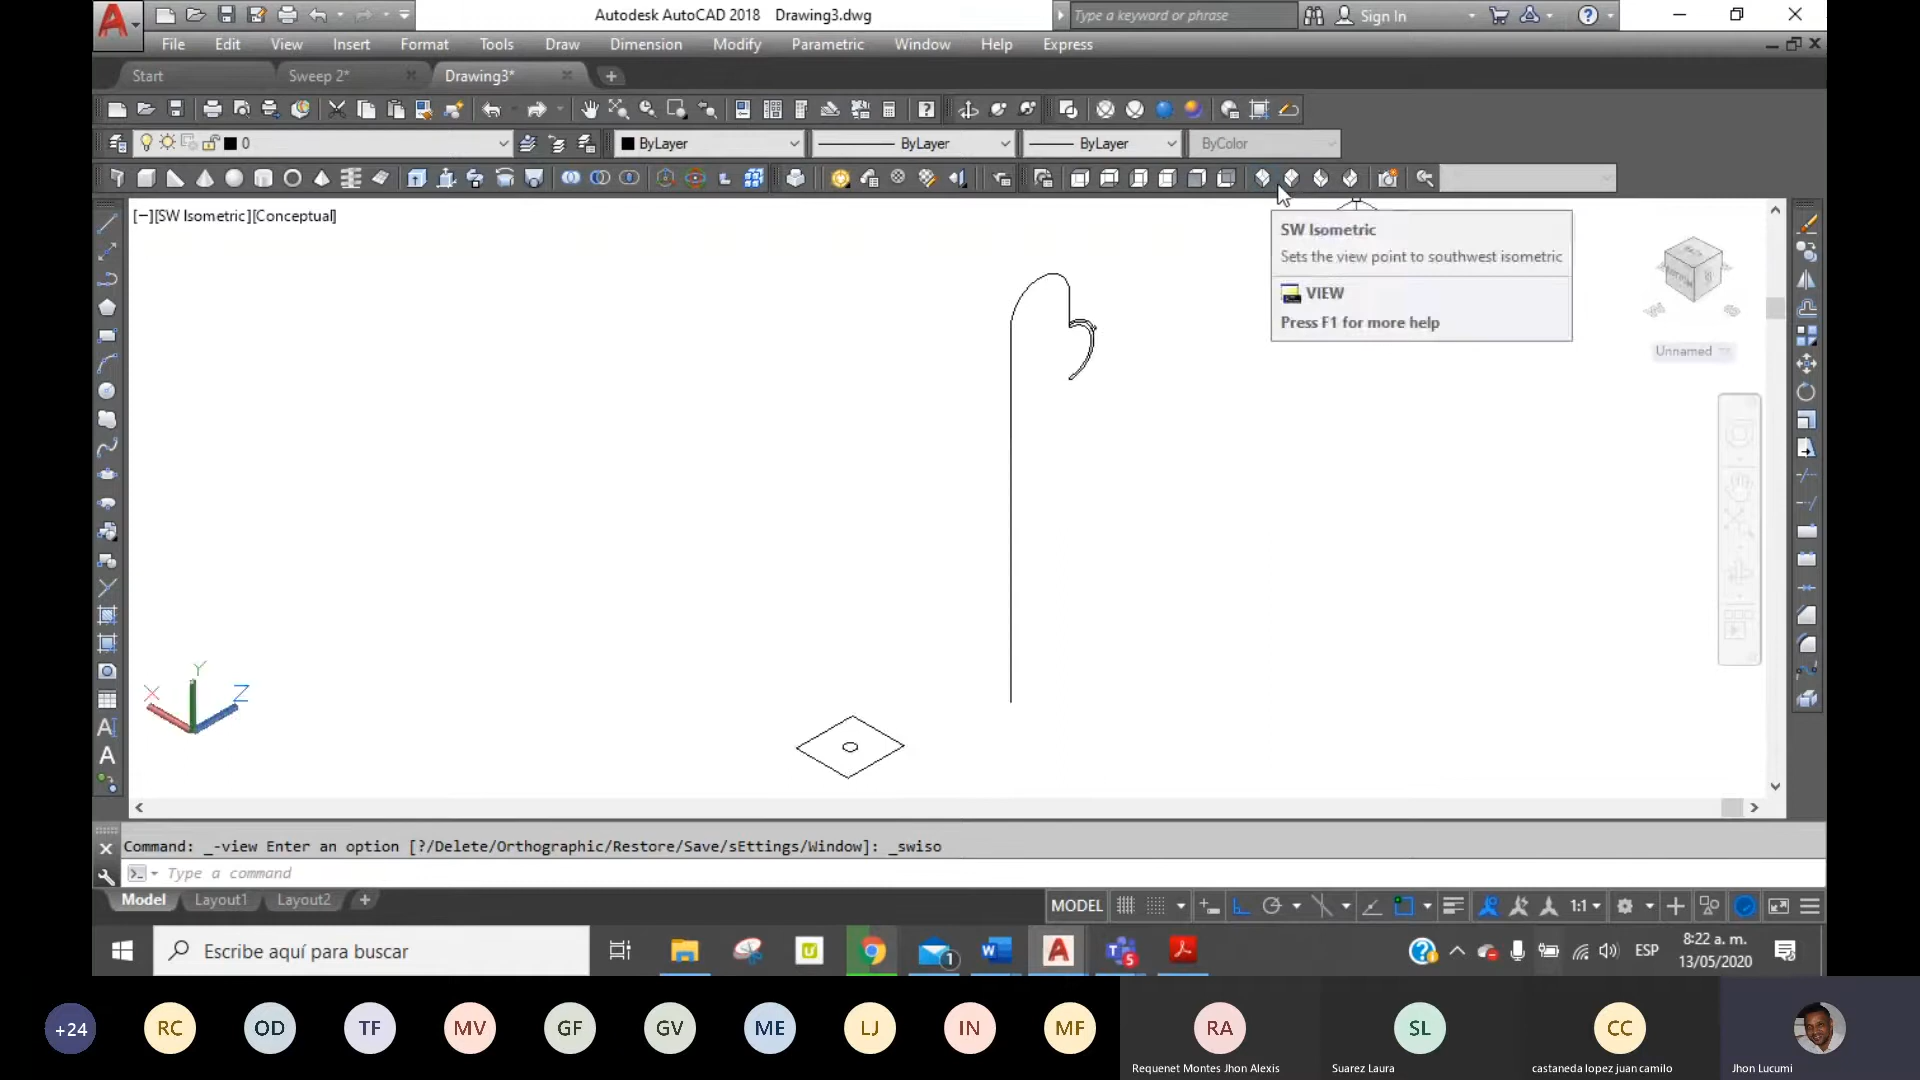 Autodesk AutoCAD 2018 Drawing3.dwg
Type a keyword or phrase
Sign In
File Edit View Insert Format Tools Draw Dimension Modify Parametric Window Help Express
Start Sweep 2* Drawing3*
0 ByLayer ByLayer ByLayer ByColor
[−][SW Isometric][Conceptual]
SW Isometric
Sets the view point to southwest isometric
VIEW
Press F1 for more help
Unnamed
X Y Z
Command: _-view Enter an option [?/Delete/Orthographic/Restore/Save/sEttings/Window]: _swiso
Type a command
Model Layout1 Layout2
MODEL 1:1
Escribe aquí para buscar
1
5
ESP
8:22 a. m.
13/05/2020
+24 RC OD TF MV GF GV ME LJ IN MF RA SL CC
Requenet Montes Jhon Alexis Suarez Laura castaneda lopez juan camilo Jhon Lucumi